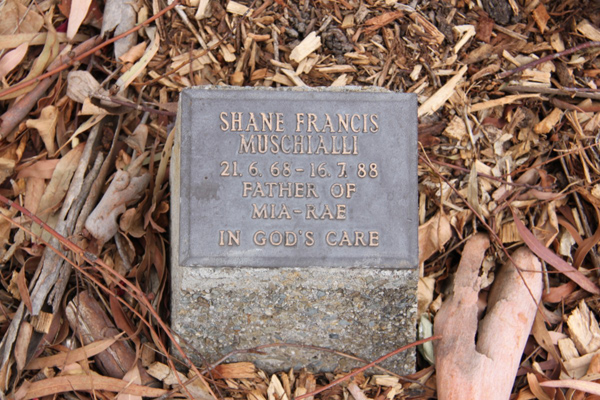 SHANE FRANCIS
MUSCHIALLI
21. 6. 68 - 16. 7. 88
FATHER OF
MIA-RAE
IN GOD'S CARE